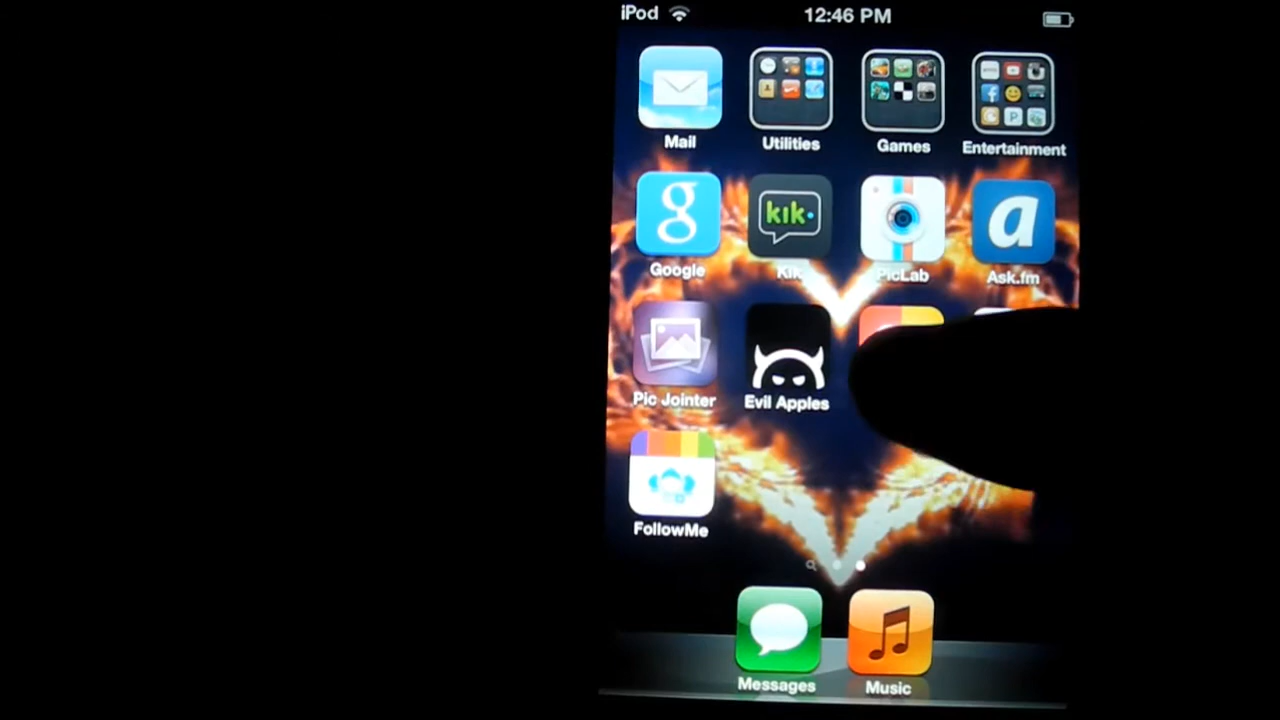 iPod 12:46 PM
Mail Utilities Games Entertainment
g kik· a
Google Kik PicLab Ask.fm
Pic Jointer Evil Apples
FollowMe
Messages Music